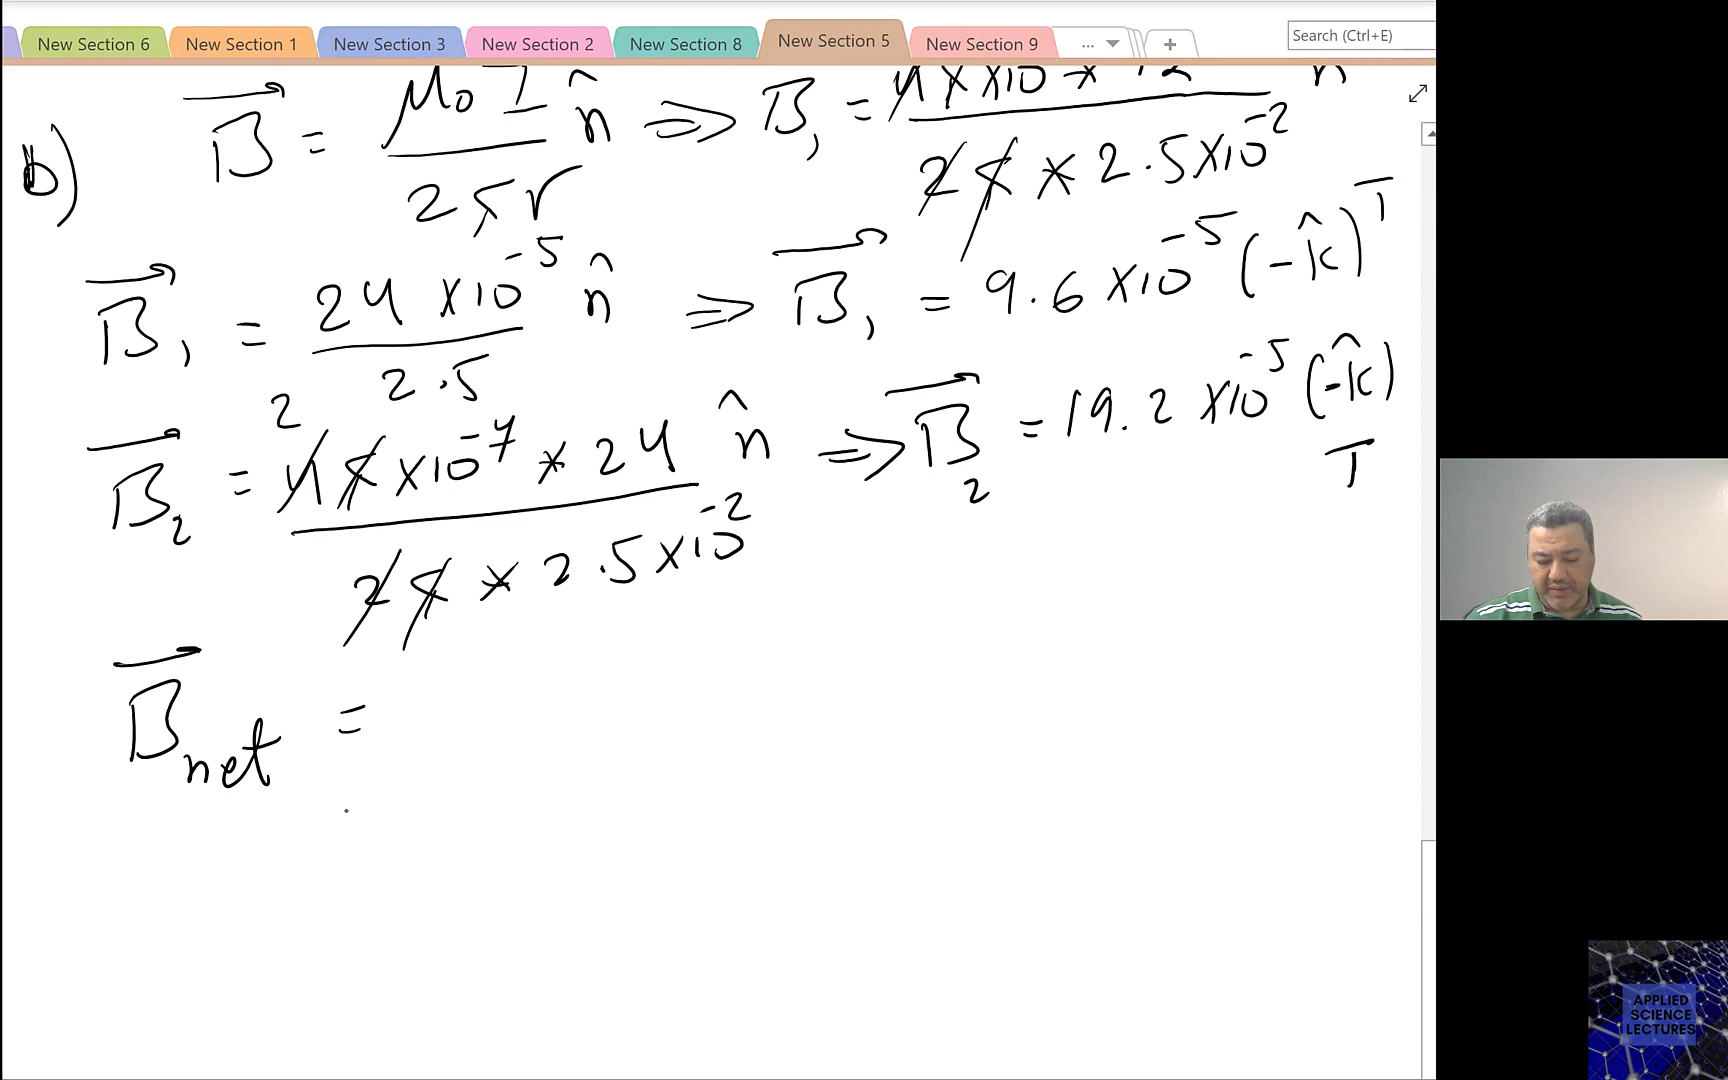 New Section 6 New Section 1 New Section 3 New Section 2 New Section 8 New Section 5 New Section 9 ... + Search (Ctrl+E)
b) B = μ₀ I / 2πr n̂ ⇒ B₁ = 4π×10 * 12 / 2π * 2.5×10⁻² n̂
B₁ = 24×10⁻⁵ / 2.5 n̂ ⇒ B₁ = 9.6×10⁻⁵ (-k̂) T
B₂ = 4π×10⁻⁷ * 24 / 2π * 2.5×10⁻² n̂ ⇒ B₂ = 19.2×10⁻⁵ (-k̂) T
2
B net =
APPLIED
SCIENCE
LECTURES